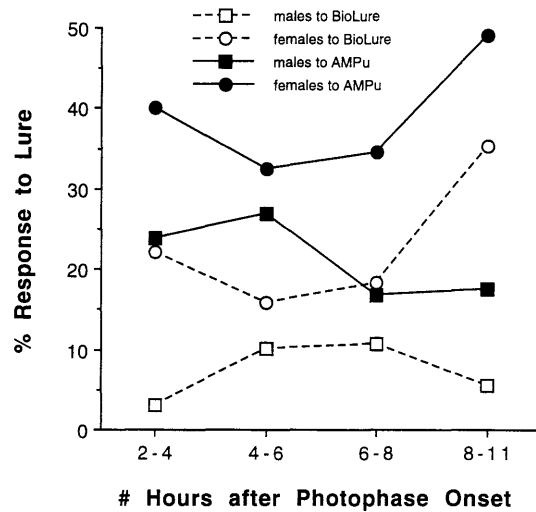 males to BioLure
females to BioLure
males to AMPu
females to AMPu
% Response to Lure
50
40
30
20
10
0
2-4
4-6
6-8
8-11
# Hours after Photophase Onset